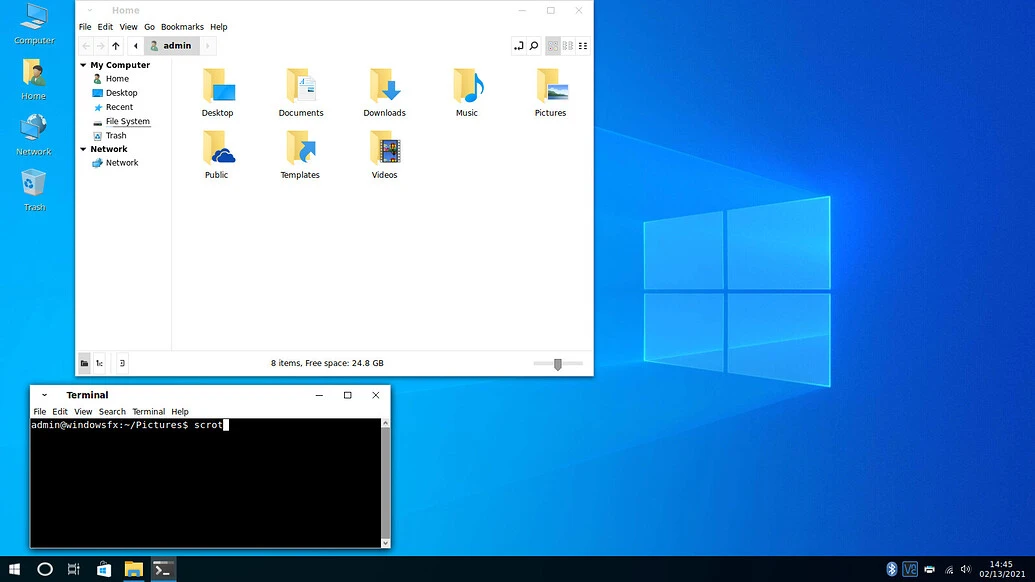 Computer
Home
Network
Trash
Home
File Edit View Go Bookmarks Help
admin
My Computer
Home
Desktop
Recent
File System
Trash
Network
Network
Desktop Documents Downloads Music Pictures
Public Templates Videos
8 items, Free space: 24.8 GB
Terminal
File Edit View Search Terminal Help
admin@windowsfx:~/Pictures$ scrot
V2
14:45
02/13/2021